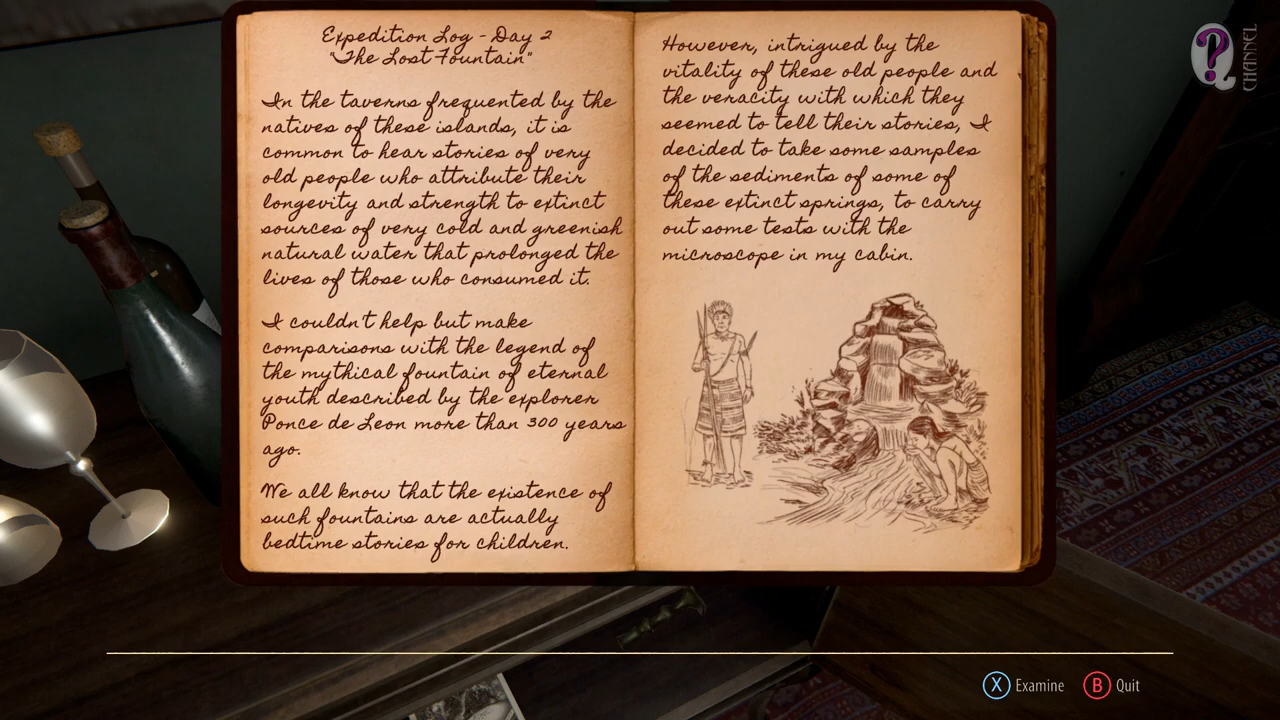 Expedition Log - Day 2
"The Lost Fountain"
In the taverns frequented by the
natives of these islands, it is
common to hear stories of very
old people who attribute their
longevity and strength to extinct
sources of very cold and greenish
natural water that prolonged the
lives of those who consumed it.
I couldn't help but make
comparisons with the legend of
the mythical fountain of eternal
youth described by the explorer
Ponce de Leon more than 300 years
ago.
We all know that the existence of
such fountains are actually
bedtime stories for children.
However, intrigued by the
vitality of these old people and
the veracity with which they
seemed to tell their stories, I
decided to take some samples
of the sediments of some of
these extinct springs, to carry
out some tests with the
microscope in my cabin.
Q?
CHANNEL
X Examine B Quit